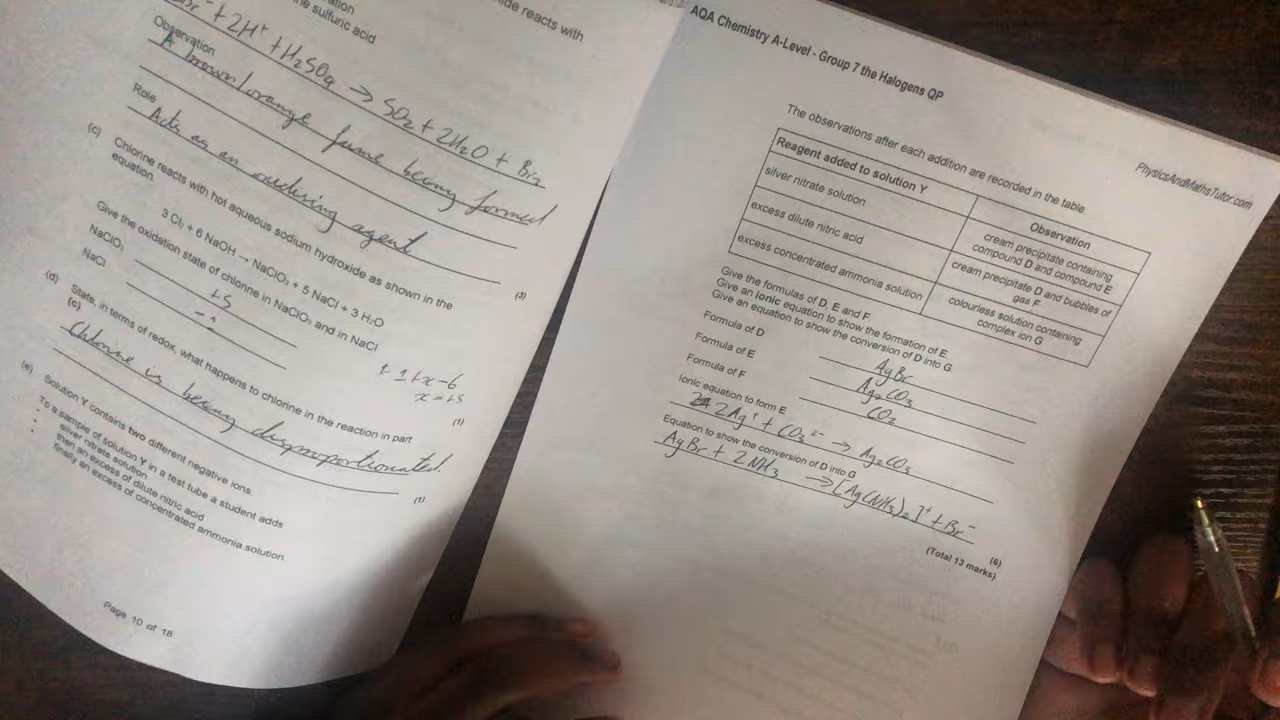 ide reacts with
the sulfuric acid
+ 2H⁺ + H₂SO₄ → SO₂ + 2H₂O + Br₂
Observation
A brown/orange fume being formed
Role
Acts as an oxidising agent
(3)
(c) Chlorine reacts with hot aqueous sodium hydroxide as shown in the
equation.
3 Cl₂ + 6 NaOH → NaClO₃ + 5 NaCl + 3 H₂O
Give the oxidation state of chlorine in NaClO₃ and in NaCl
NaClO₃ +5
NaCl -1
+1+x-6
x=+5
(1)
(d) State, in terms of redox, what happens to chlorine in the reaction in part
(c)
Chlorine is being disproportionated.
(1)
(e) Solution Y contains two different negative ions.
To a sample of solution Y in a test tube a student adds
• silver nitrate solution
• then an excess of dilute nitric acid
• finally an excess of concentrated ammonia solution.
Page 10 of 18
AQA Chemistry A-Level - Group 7 the Halogens QP
PhysicsAndMathsTutor.com
The observations after each addition are recorded in the table
Reagent added to solution Y Observation
silver nitrate solution cream precipitate containing
compound D and compound E
excess dilute nitric acid cream precipitate D and bubbles of
gas F
excess concentrated ammonia solution colourless solution containing
complex ion G
Give the formulas of D, E and F
Give an ionic equation to show the formation of E.
Give an equation to show the conversion of D into G.
Formula of D AgBr
Formula of E Ag₂CO₃
Formula of F CO₂
Ionic equation to form E
2Ag⁺ + CO₃²⁻ → Ag₂CO₃
Equation to show the conversion of D into G
AgBr + 2NH₃ → [Ag(NH₃)₂]⁺ + Br⁻
(6)
(Total 13 marks)